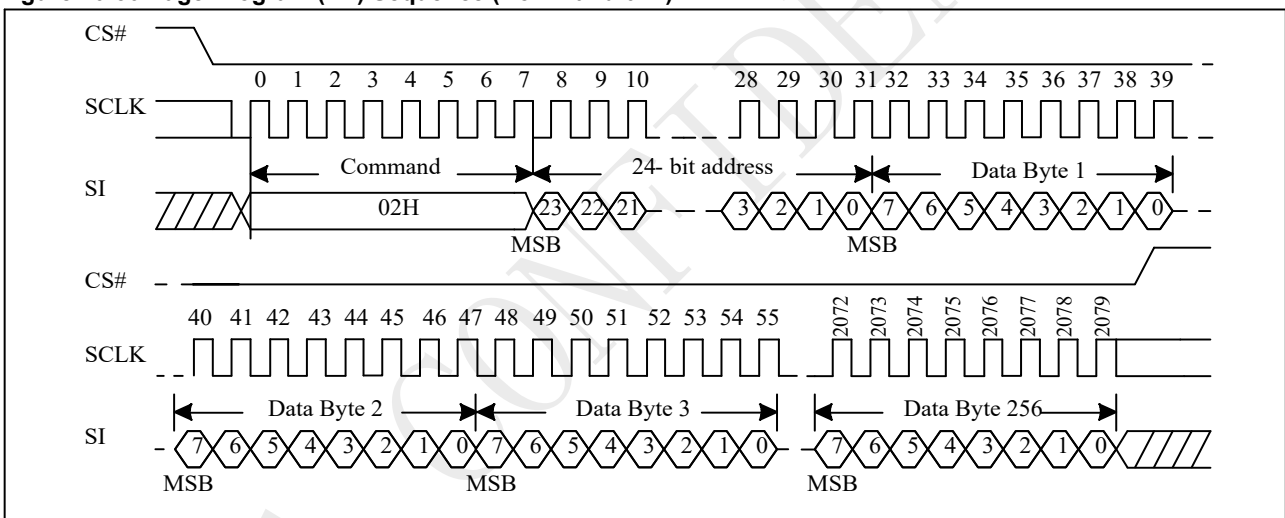 CS#
0 1 2 3 4 5 6 7 8 9 10 28 29 30 31 32 33 34 35 36 37 38 39
SCLK
Command 24- bit address Data Byte 1
SI
02H 23 22 21 3 2 1 0 7 6 5 4 3 2 1 0
MSB MSB
CS#
40 41 42 43 44 45 46 47 48 49 50 51 52 53 54 55 2072 2073 2074 2075 2076 2077 2078 2079
SCLK
Data Byte 2 Data Byte 3 Data Byte 256
SI
7 6 5 4 3 2 1 0 7 6 5 4 3 2 1 0 7 6 5 4 3 2 1 0
MSB MSB MSB